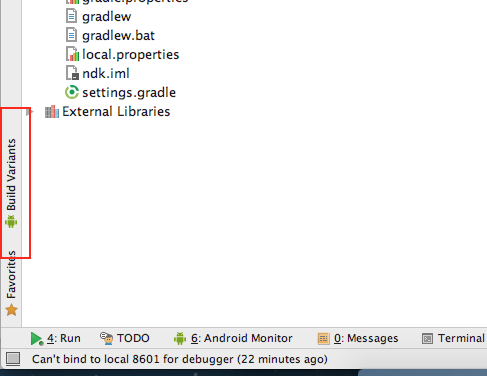 gradle.properties
gradlew
gradlew.bat
local.properties
ndk.iml
settings.gradle
External Libraries
Build Variants
Favorites
4: Run TODO 6: Android Monitor 0: Messages Terminal
Can't bind to local 8601 for debugger (22 minutes ago)